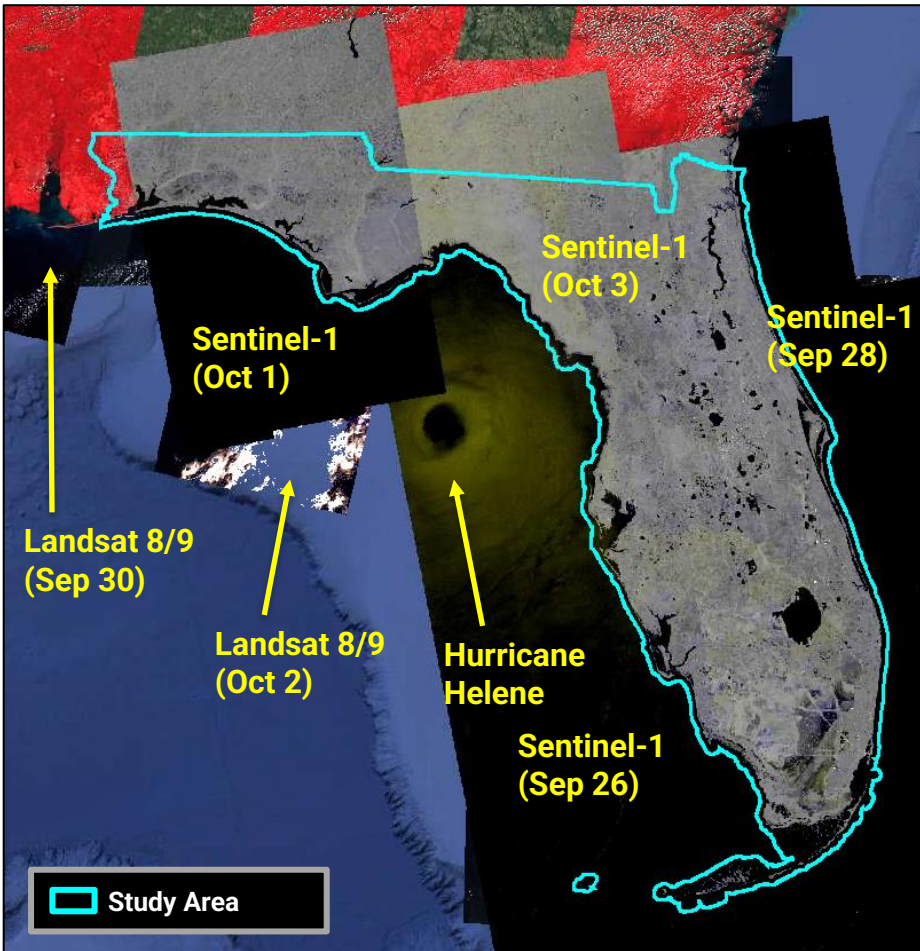 Sentinel-1
(Oct 3)
Sentinel-1
(Sep 28)
Sentinel-1
(Oct 1)
Landsat 8/9
(Sep 30)
Landsat 8/9
(Oct 2)
Hurricane
Helene
Sentinel-1
(Sep 26)
Study Area